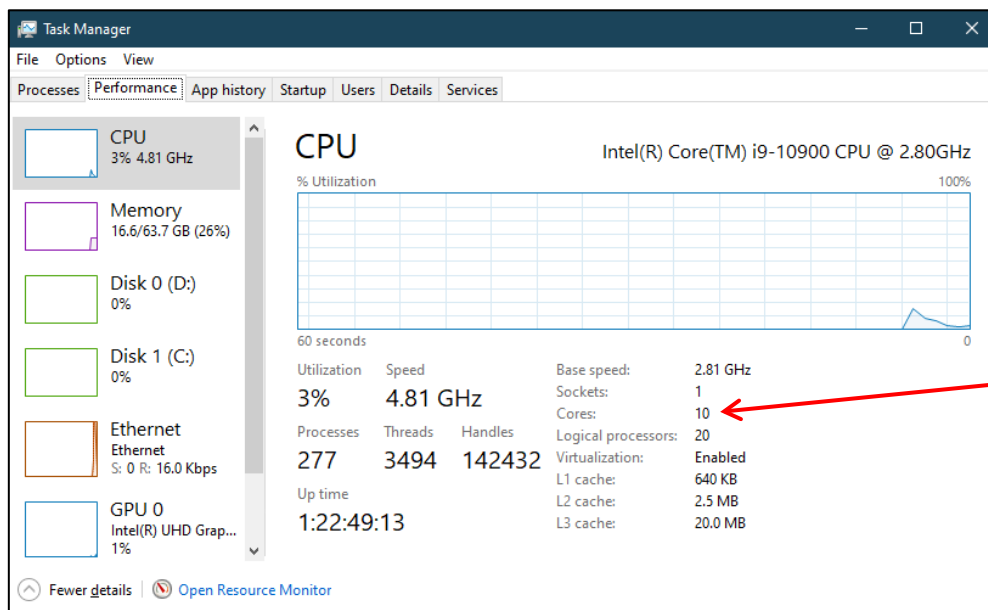 Task Manager
File Options View
Processes Performance App history Startup Users Details Services
CPU
3% 4.81 GHz
Memory
16.6/63.7 GB (26%)
Disk 0 (D:)
0%
Disk 1 (C:)
0%
Ethernet
Ethernet
S: 0 R: 16.0 Kbps
GPU 0
Intel(R) UHD Grap...
1%
CPU Intel(R) Core(TM) i9-10900 CPU @ 2.80GHz
% Utilization 100%
60 seconds 0
Utilization Speed
3% 4.81 GHz
Processes Threads Handles
277 3494 142432
Up time
1:22:49:13
Base speed: 2.81 GHz
Sockets: 1
Cores: 10
Logical processors: 20
Virtualization: Enabled
L1 cache: 640 KB
L2 cache: 2.5 MB
L3 cache: 20.0 MB
Fewer details Open Resource Monitor